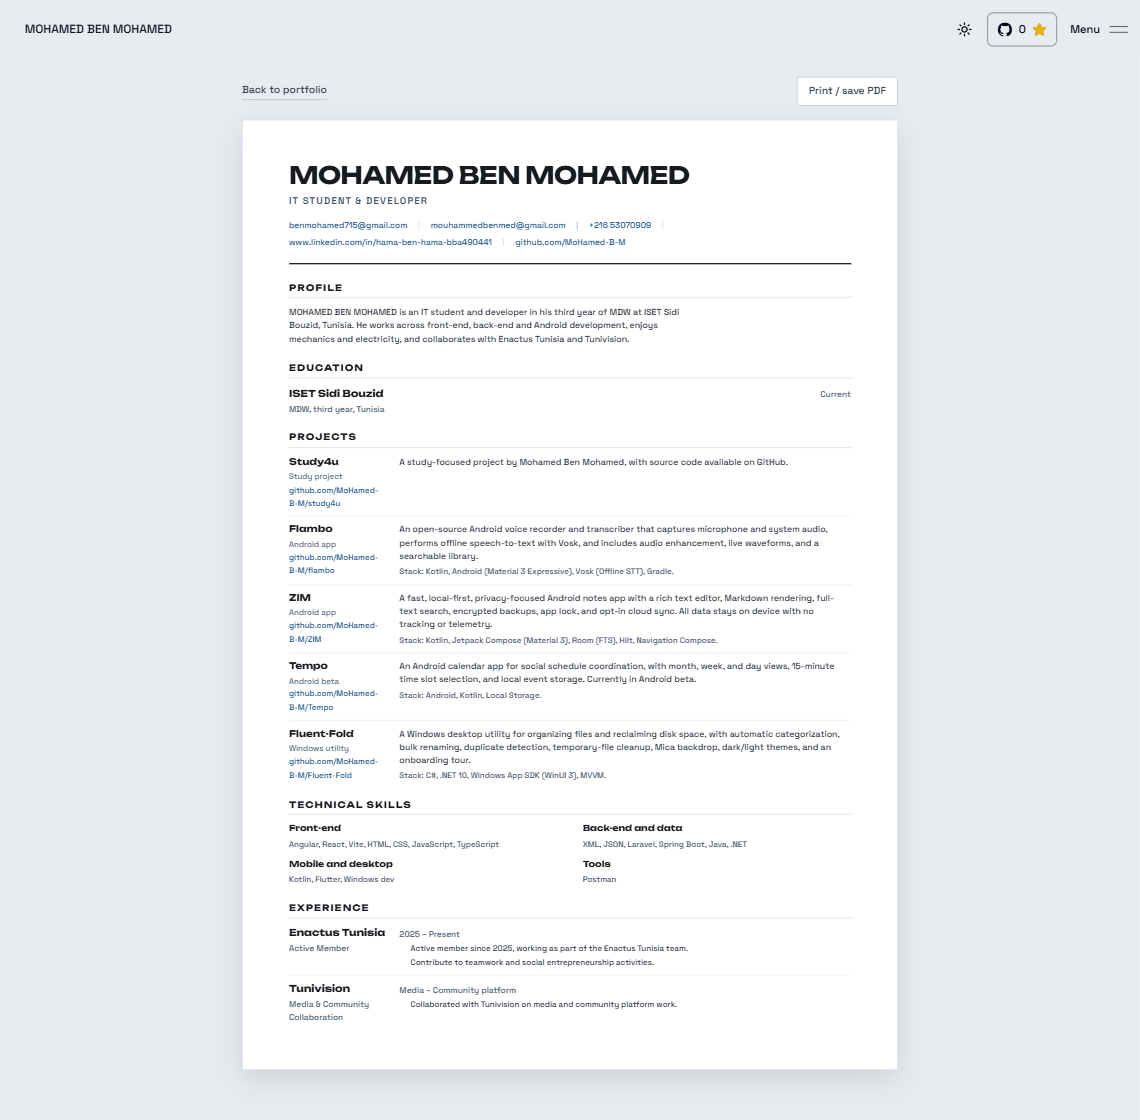 MOHAMED BEN MOHAMED
0
Menu
Back to portfolio
Print / save PDF
MOHAMED BEN MOHAMED
IT STUDENT & DEVELOPER
benmohamed715@gmail.com | mouhammedbenmed@gmail.com | +216 53070909 |
www.linkedin.com/in/hama-ben-hama-bba490441 | github.com/MoHamed-B-M
PROFILE
MOHAMED BEN MOHAMED is an IT student and developer in his third year of MDW at ISET Sidi
Bouzid, Tunisia. He works across front-end, back-end and Android development, enjoys
mechanics and electricity, and collaborates with Enactus Tunisia and Tunivision.
EDUCATION
ISET Sidi Bouzid
Current
MDW, third year, Tunisia
PROJECTS
Study4u
Study project
github.com/MoHamed-
B-M/study4u
A study-focused project by Mohamed Ben Mohamed, with source code available on GitHub.
Flambo
Android app
github.com/MoHamed-
B-M/flambo
An open-source Android voice recorder and transcriber that captures microphone and system audio,
performs offline speech-to-text with Vosk, and includes audio enhancement, live waveforms, and a
searchable library.
Stack: Kotlin, Android (Material 3 Expressive), Vosk (Offline STT), Gradle.
ZIM
Android app
github.com/MoHamed-
B-M/ZIM
A fast, local-first, privacy-focused Android notes app with a rich text editor, Markdown rendering, full-
text search, encrypted backups, app lock, and opt-in cloud sync. All data stays on device with no
tracking or telemetry.
Stack: Kotlin, Jetpack Compose (Material 3), Room (FTS), Hilt, Navigation Compose.
Tempo
Android beta
github.com/MoHamed-
B-M/Tempo
An Android calendar app for social schedule coordination, with month, week, and day views, 15-minute
time slot selection, and local event storage. Currently in Android beta.
Stack: Android, Kotlin, Local Storage.
Fluent-Fold
Windows utility
github.com/MoHamed-
B-M/Fluent-Fold
A Windows desktop utility for organizing files and reclaiming disk space, with automatic categorization,
bulk renaming, duplicate detection, temporary-file cleanup, Mica backdrop, dark/light themes, and an
onboarding tour.
Stack: C#, .NET 10, Windows App SDK (WinUI 3), MVVM.
TECHNICAL SKILLS
Front-end
Angular, React, Vite, HTML, CSS, JavaScript, TypeScript
Back-end and data
XML, JSON, Laravel, Spring Boot, Java, .NET
Mobile and desktop
Kotlin, Flutter, Windows dev
Tools
Postman
EXPERIENCE
Enactus Tunisia
Active Member
2025 – Present
Active member since 2025, working as part of the Enactus Tunisia team.
Contribute to teamwork and social entrepreneurship activities.
Tunivision
Media & Community
Collaboration
Media – Community platform
Collaborated with Tunivision on media and community platform work.